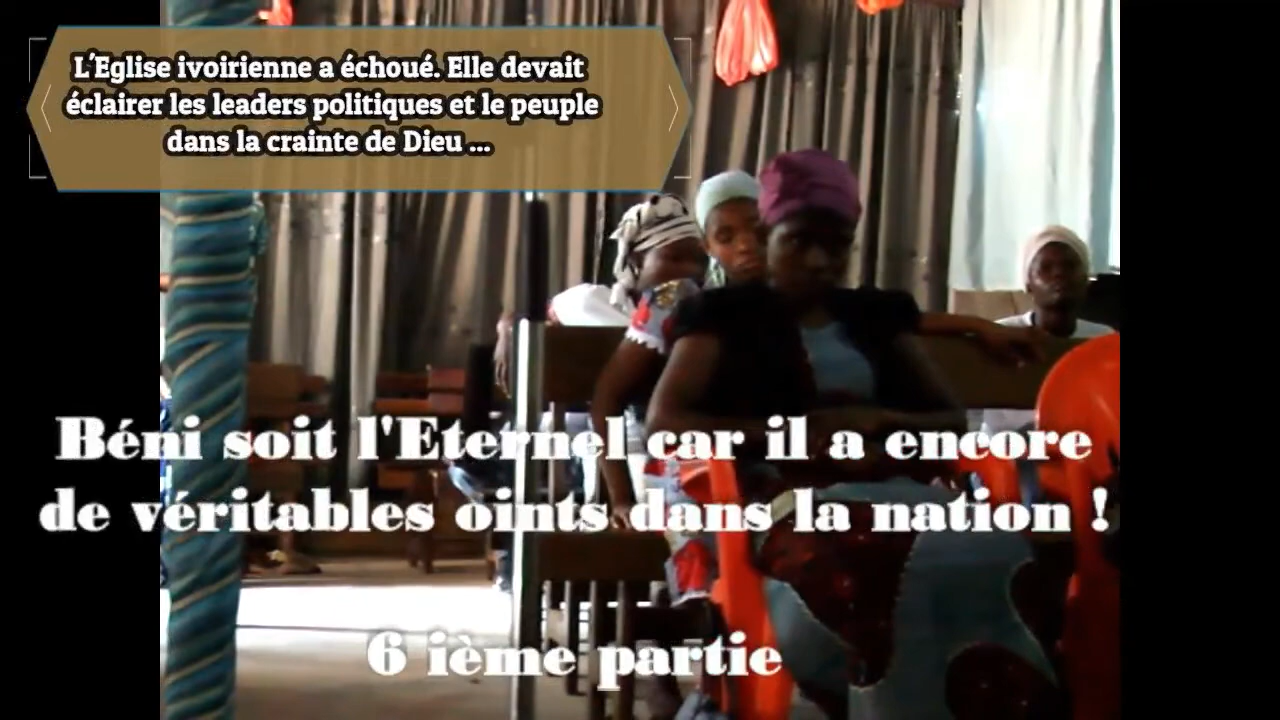 L'Eglise ivoirienne a échoué. Elle devait
éclairer les leaders politiques et le peuple
dans la crainte de Dieu ...
Béni soit l'Eternel car il a encore
de véritables oints dans la nation !
6 ième partie